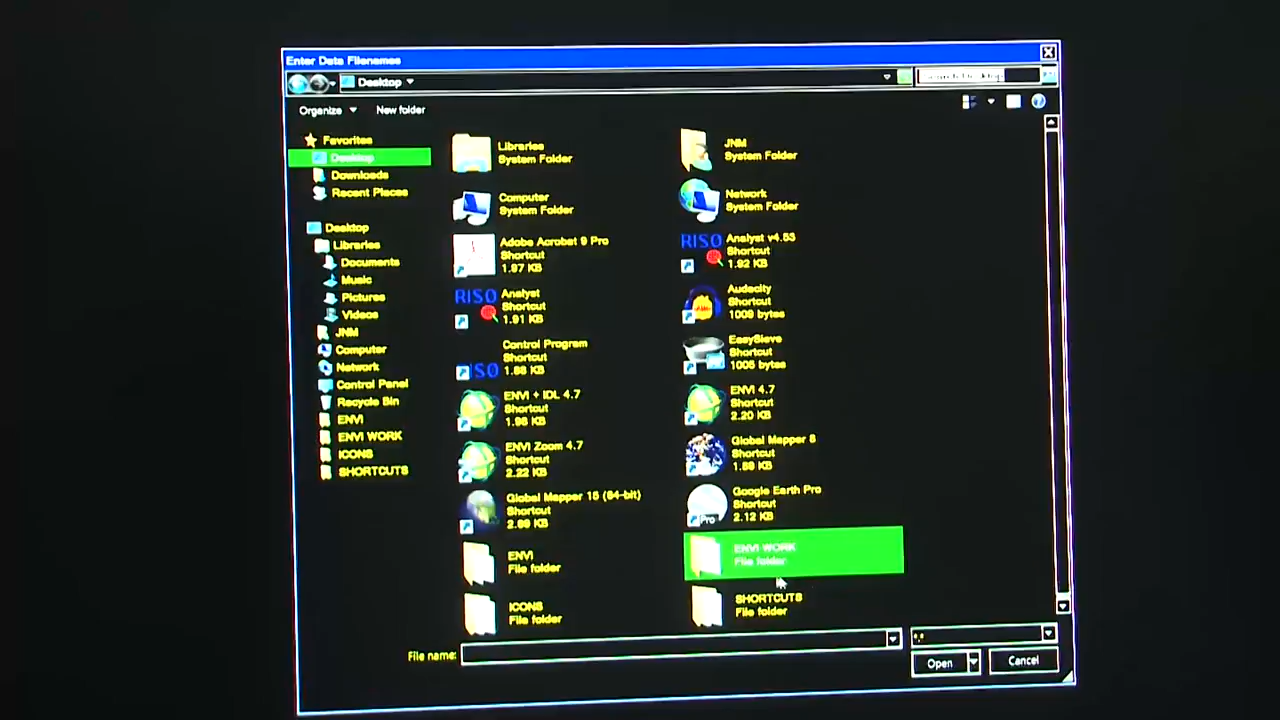 Enter Data Filenames
Desktop
Search Desktop
Organize
New folder
Favorites
Desktop
Downloads
Recent Places
Desktop
Libraries
Documents
Music
Pictures
Videos
JNM
Computer
Network
Control Panel
Recycle Bin
ENVI
ENVI WORK
ICONS
SHORTCUTS
Libraries
System Folder
JNM
System Folder
Computer
System Folder
Network
System Folder
Adobe Acrobat 9 Pro
Shortcut
1.97 KB
RISO
Analyst v4.53
Shortcut
1.92 KB
RISO
Analyst
Shortcut
1.91 KB
Audacity
Shortcut
1009 bytes
ISO
Control Program
Shortcut
1.88 KB
EasySieve
Shortcut
1005 bytes
ENVI + IDL 4.7
Shortcut
1.98 KB
ENVI 4.7
Shortcut
2.20 KB
ENVI Zoom 4.7
Shortcut
2.22 KB
Global Mapper 8
Shortcut
1.89 KB
Global Mapper 15 (64-bit)
Shortcut
2.69 KB
Pro
Google Earth Pro
Shortcut
2.12 KB
ENVI
File folder
ENVI WORK
File folder
ICONS
File folder
SHORTCUTS
File folder
File name:
*.*
Open
Cancel